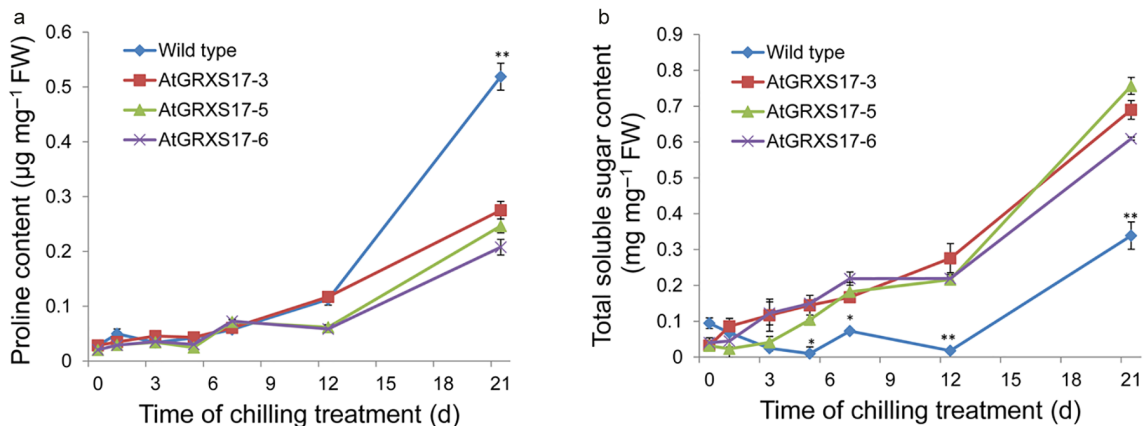 a
Proline content (µg mg⁻¹ FW)
0.6
0.5
0.4
0.3
0.2
0.1
0
Wild type
AtGRXS17-3
AtGRXS17-5
AtGRXS17-6
**
0 3 6 9 12 15 18 21
Time of chilling treatment (d)
b
Total soluble sugar content
(mg mg⁻¹ FW)
0.9
0.8
0.7
0.6
0.5
0.4
0.3
0.2
0.1
0
Wild type
AtGRXS17-3
AtGRXS17-5
AtGRXS17-6
*
*
**
**
0 3 6 9 12 15 18 21
Time of chilling treatment (d)